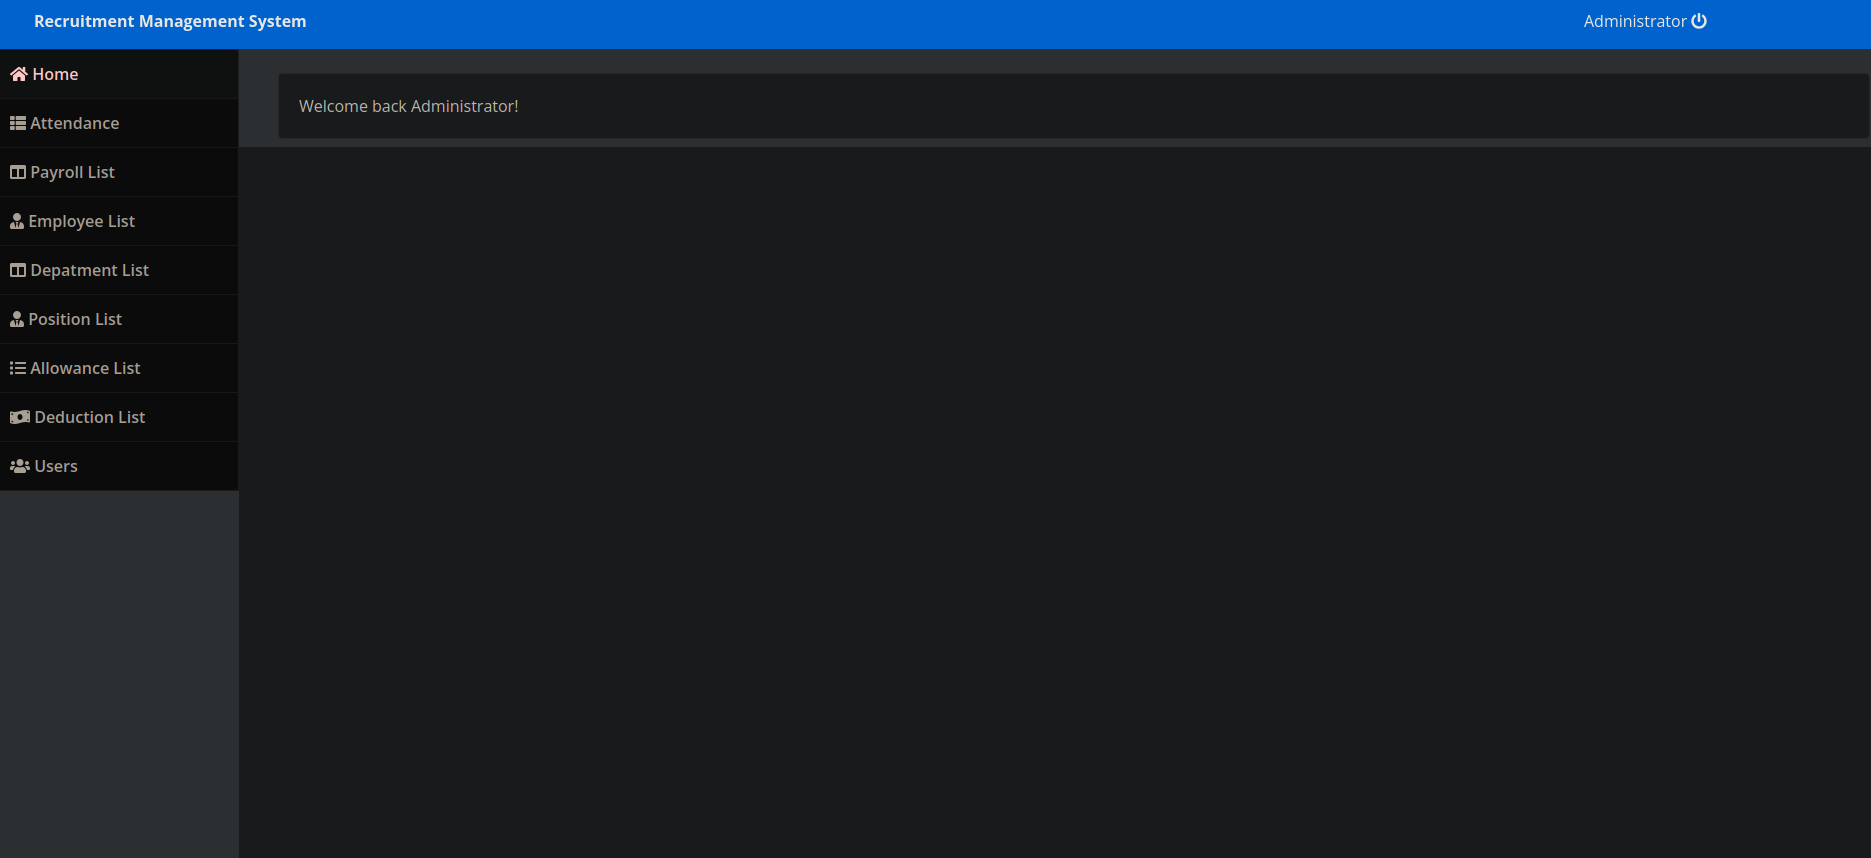 Recruitment Management System
Administrator
Home
Attendance
Payroll List
Employee List
Depatment List
Position List
Allowance List
Deduction List
Users
Welcome back Administrator!